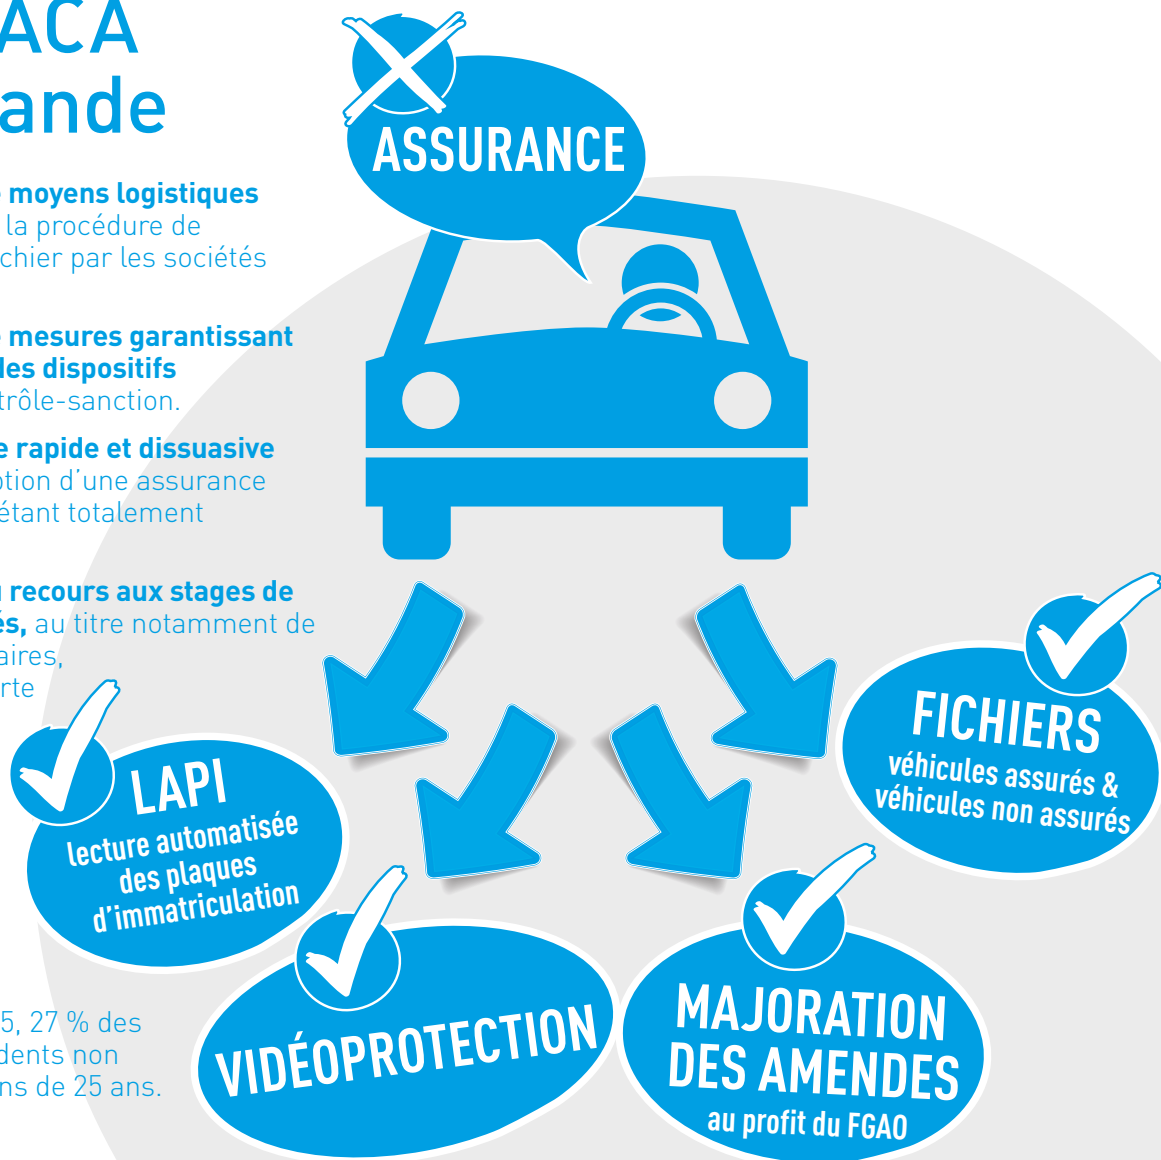 ACA
ande
moyens logistiques
la procédure de
chier par les sociétés
mesures garantissant
des dispositifs
trôle-sanction.
e rapide et dissuasive
tion d'une assurance
étant totalement
recours aux stages de
és, au titre notamment de
aires,
rte
5, 27 % des
dents non
ns de 25 ans.
ASSURANCE
LAPI
lecture automatisée
des plaques
d'immatriculation
VIDÉOPROTECTION
MAJORATION
DES AMENDES
au profit du FGAO
FICHIERS
véhicules assurés &
véhicules non assurés